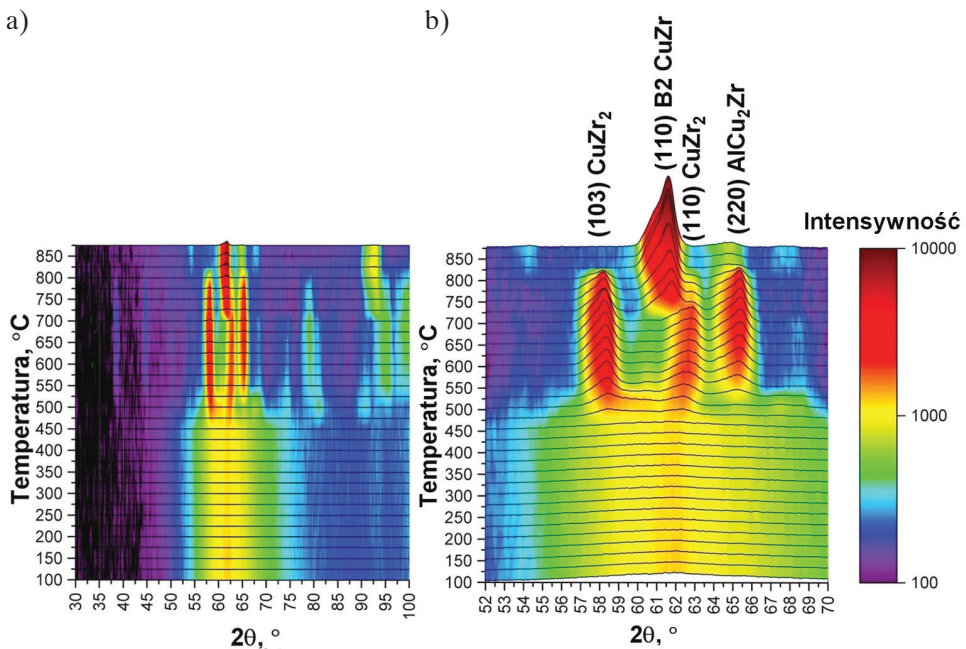 a)
b)
(103) CuZr₂
(110) B2 CuZr
(110) CuZr₂
(220) AlCu₂Zr
Intensywność
10000
1000
100
Temperatura, °C
850
800
750
700
650
600
550
500
450
400
350
300
250
200
150
100
30 35 40 45 50 55 60 65 70 75 80 85 90 95 100
2θ, °
Temperatura, °C
850
800
750
700
650
600
550
500
450
400
350
300
250
200
150
100
52 53 54 55 56 57 58 59 60 61 62 63 64 65 66 67 68 69 70
2θ, °